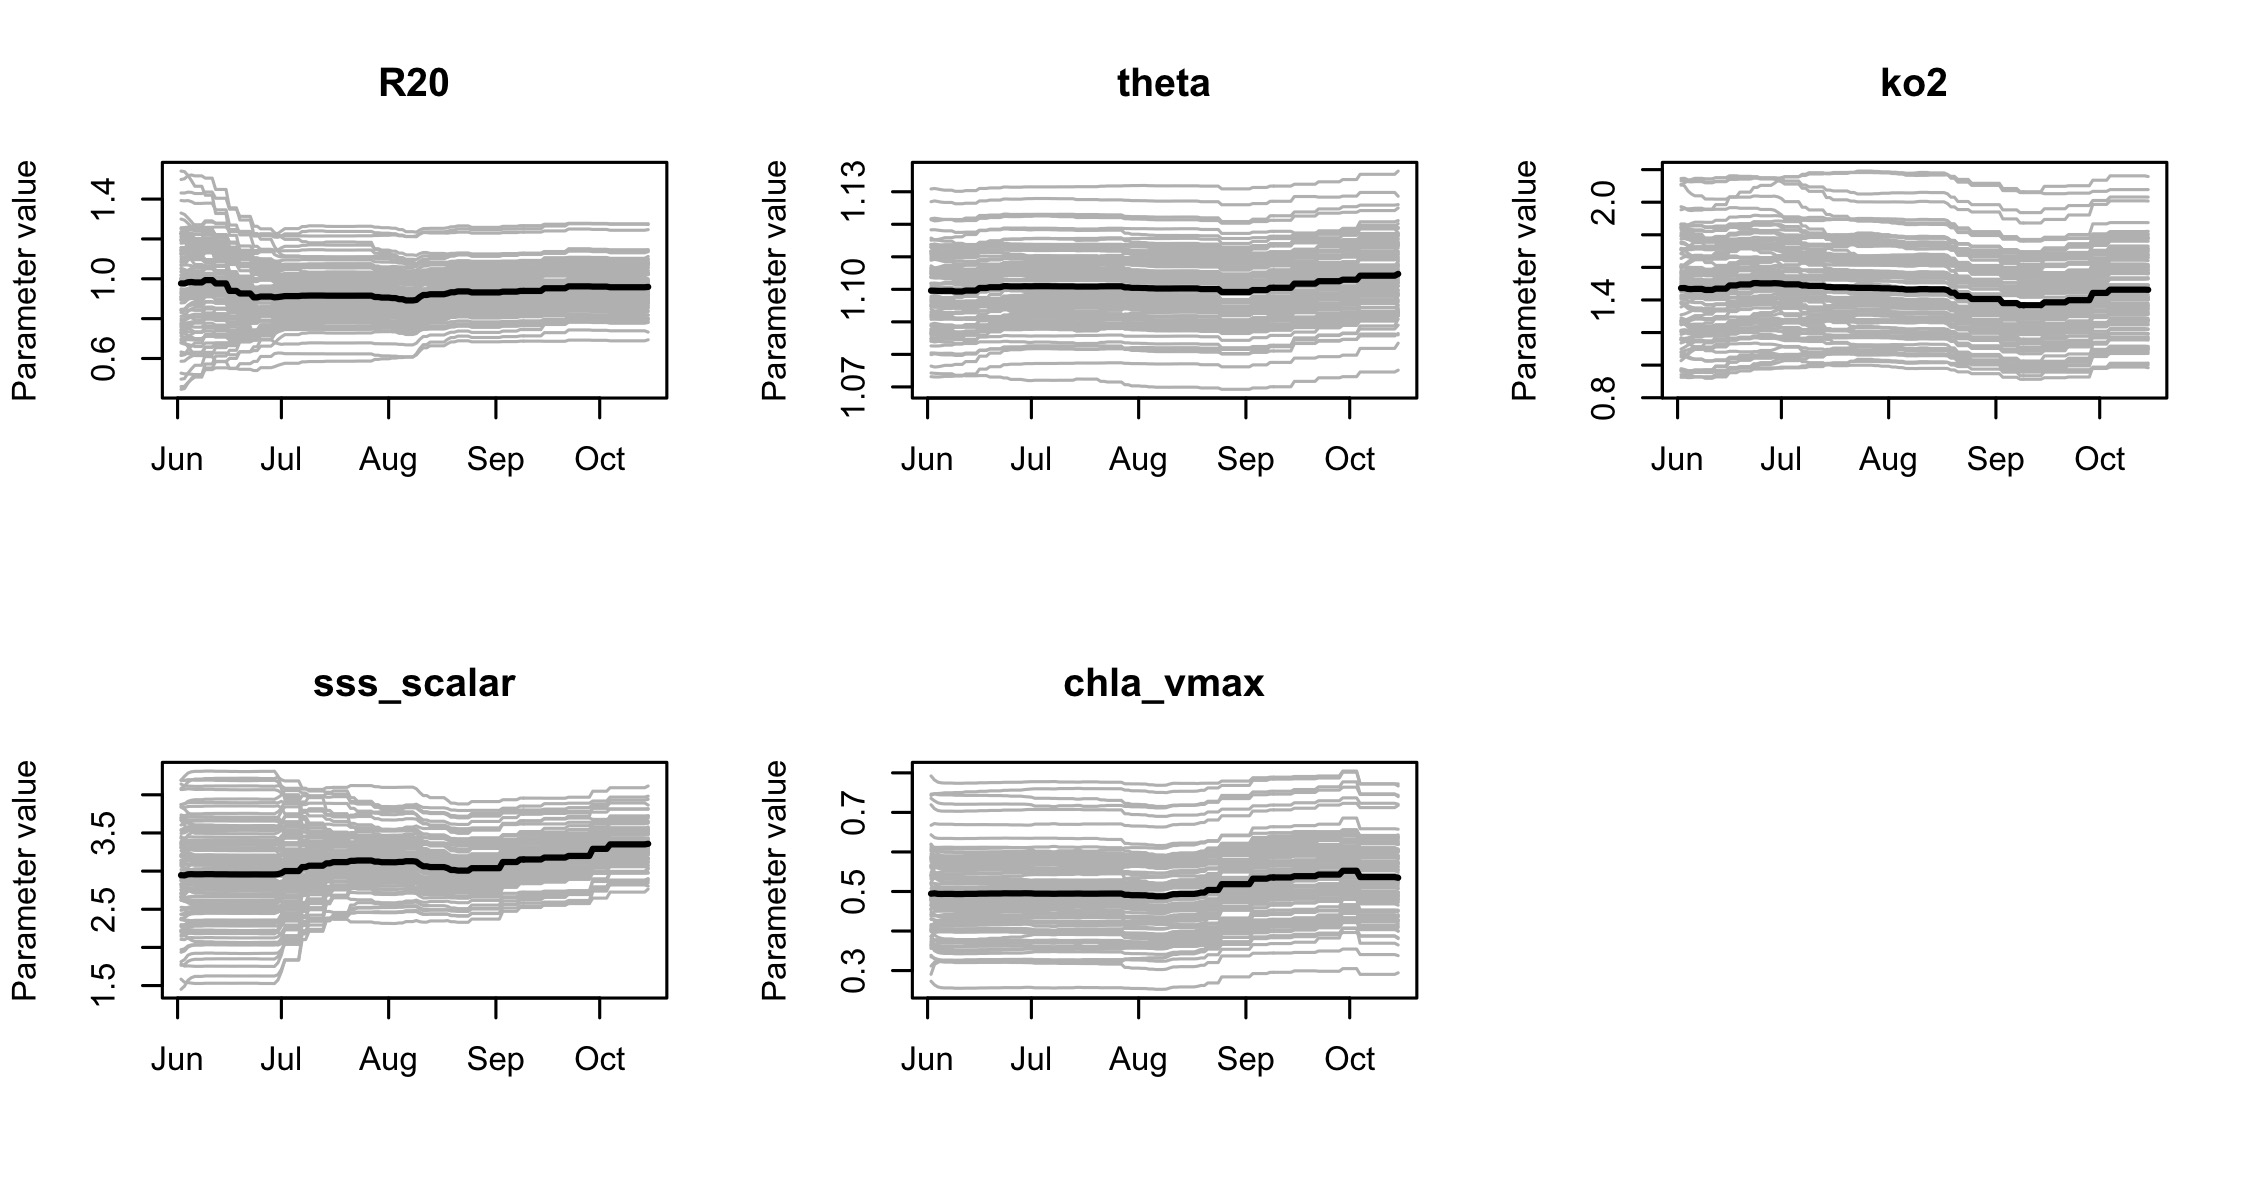 R20
theta
ko2
Parameter value
1.4
1.0
0.6
Jun Jul Aug Sep Oct
Parameter value
1.13
1.10
1.07
Jun Jul Aug Sep Oct
Parameter value
2.0
1.4
0.8
Jun Jul Aug Sep Oct
sss_scalar
chla_vmax
Parameter value
3.5
2.5
1.5
Jun Jul Aug Sep Oct
Parameter value
0.7
0.5
0.3
Jun Jul Aug Sep Oct